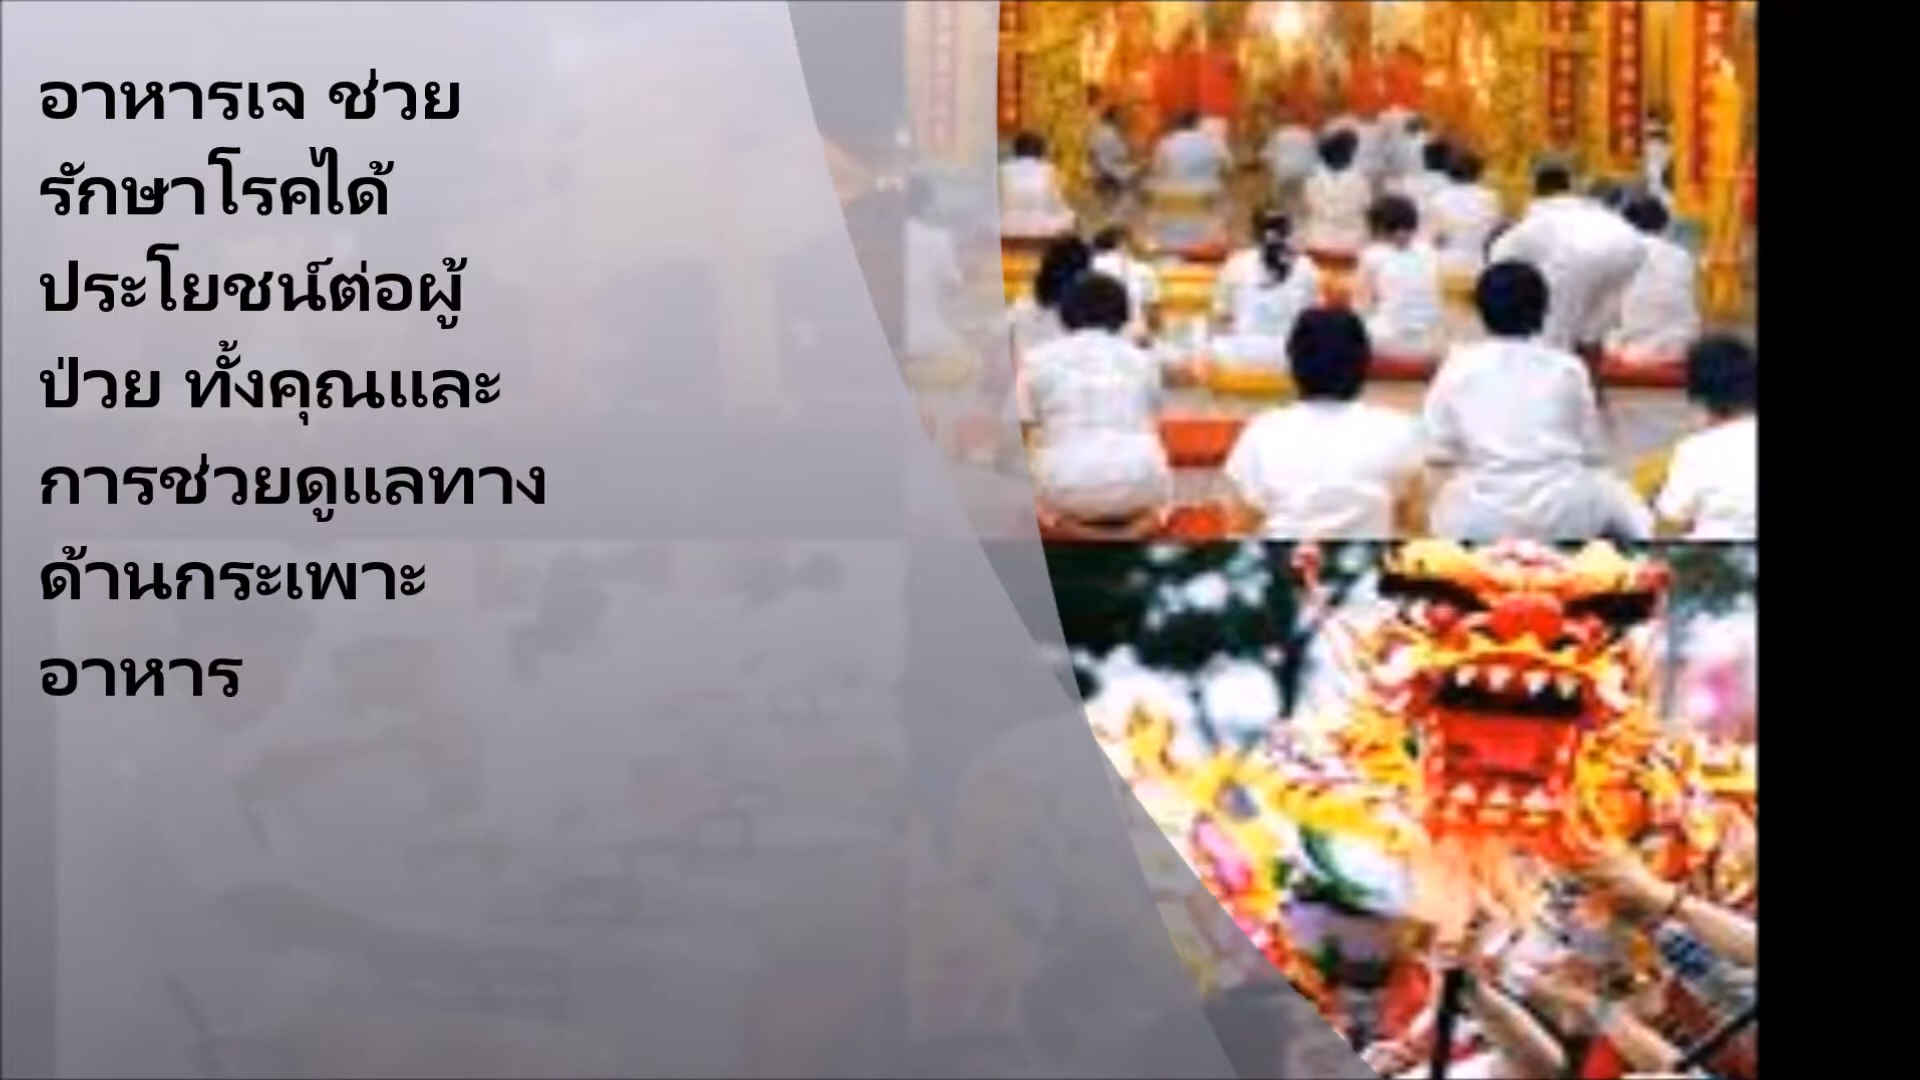 อาหารเจ ช่วย
รักษาโรคได้
ประโยชน์ต่อผู้
ป่วย ทั้งคุณและ
การช่วยดูแลทาง
ด้านกระเพาะ
อาหาร